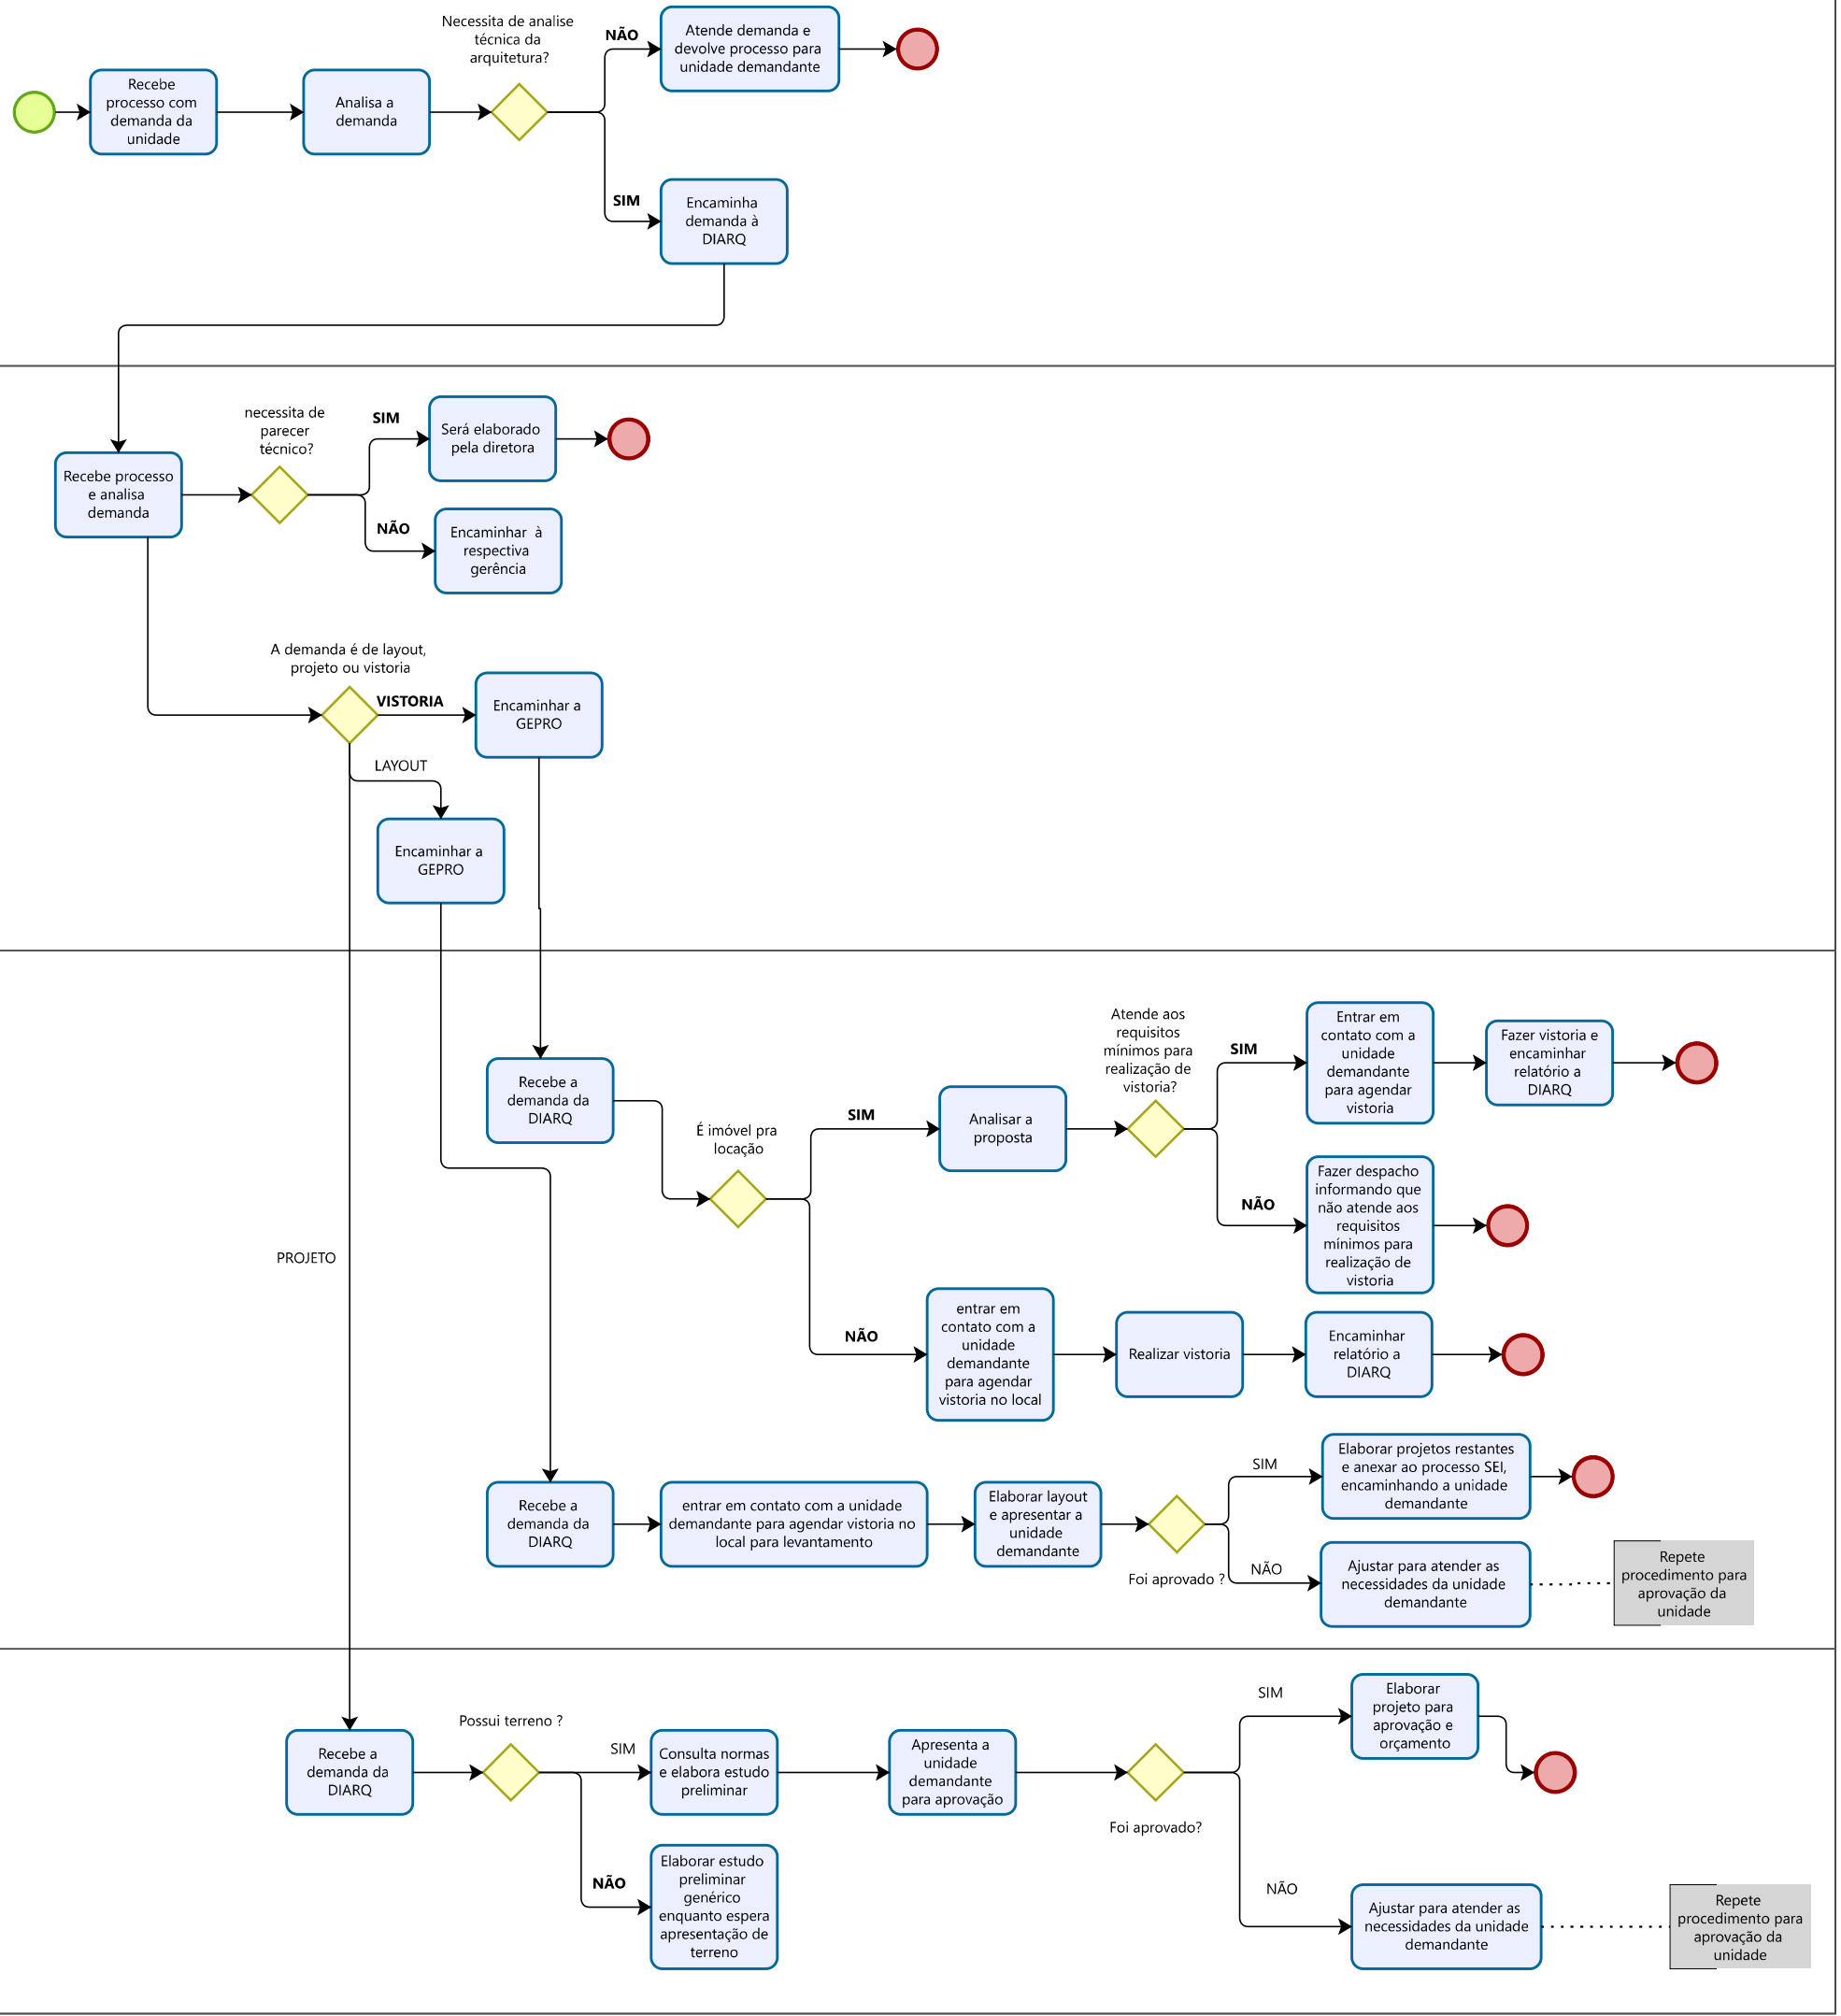 Necessita de analise
técnica da
arquitetura?
NÃO
Atende demanda e
devolve processo para
unidade demandante
Recebe
processo com
demanda da
unidade
Analisa a
demanda
SIM
Encaminha
demanda à
DIARQ
necessita de
parecer
técnico?
SIM
Será elaborado
pela diretora
Recebe processo
e analisa
demanda
NÃO
Encaminhar à
respectiva
gerência
A demanda é de layout,
projeto ou vistoria
VISTORIA
Encaminhar a
GEPRO
LAYOUT
Encaminhar a
GEPRO
PROJETO
Recebe a
demanda da
DIARQ
É imóvel pra
locação
SIM
Analisar a
proposta
Atende aos
requisitos
mínimos para
realização de
vistoria?
SIM
Entrar em
contato com a
unidade
demandante
para agendar
vistoria
Fazer vistoria e
encaminhar
relatório a
DIARQ
NÃO
Fazer despacho
informando que
não atende aos
requisitos
mínimos para
realização de
vistoria
NÃO
entrar em
contato com a
unidade
demandante
para agendar
vistoria no local
Realizar vistoria
Encaminhar
relatório a
DIARQ
Recebe a
demanda da
DIARQ
entrar em contato com a unidade
demandante para agendar vistoria no
local para levantamento
Elaborar layout
e apresentar a
unidade
demandante
Foi aprovado ?
SIM
Elaborar projetos restantes
e anexar ao processo SEI,
encaminhando a unidade
demandante
NÃO
Ajustar para atender as
necessidades da unidade
demandante
Repete
procedimento para
aprovação da
unidade
Recebe a
demanda da
DIARQ
Possui terreno ?
SIM
Consulta normas
e elabora estudo
preliminar
Apresenta a
unidade
demandante
para aprovação
Foi aprovado?
SIM
Elaborar
projeto para
aprovação e
orçamento
NÃO
Elaborar estudo
preliminar
genérico
enquanto espera
apresentação de
terreno
NÃO
Ajustar para atender as
necessidades da unidade
demandante
Repete
procedimento para
aprovação da
unidade